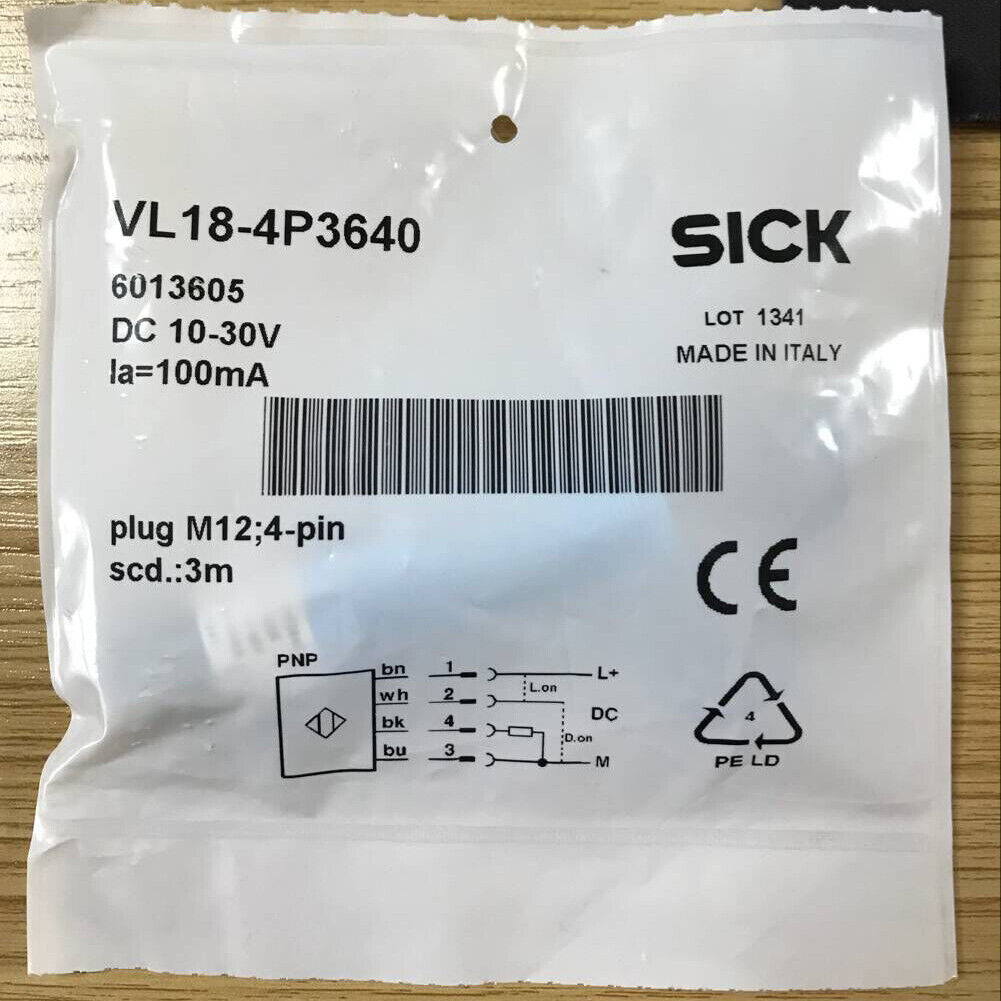 VL18-4P3640
6013605
DC 10-30V
Ia=100mA
SICK
LOT 1341
MADE IN ITALY
plug M12;4-pin
scd.:3m
CE
PNP
bn 1 L+
wh 2 L.on
DC
bk 4 D.on
bu 3 M
4
PE LD